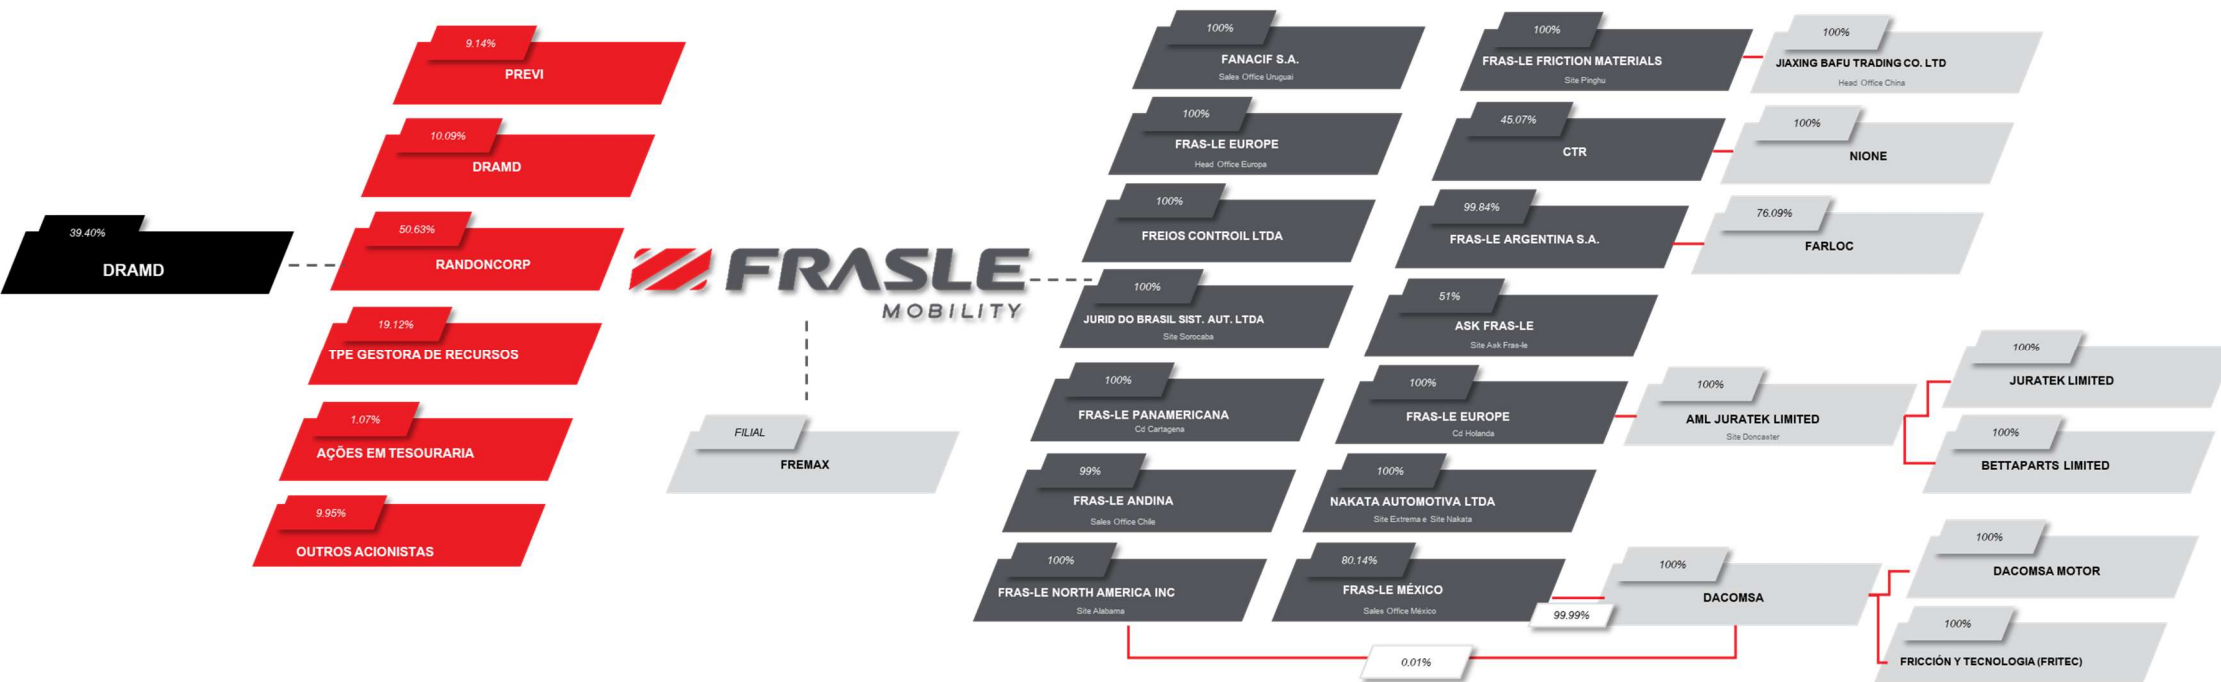 39.40%
DRAMD
9.14%
PREVI
10.09%
DRAMD
50.63%
RANDONCORP
19.12%
TPE GESTORA DE RECURSOS
1.07%
AÇÕES EM TESOURARIA
9.95%
OUTROS ACIONISTAS
FRASLE
MOBILITY
FILIAL
FREMAX
100%
FANACIF S.A.
Sales Office Uruguai
100%
FRAS-LE EUROPE
Head Office Europa
100%
FREIOS CONTROIL LTDA
100%
JURID DO BRASIL SIST. AUT. LTDA
Site Sorocaba
100%
FRAS-LE PANAMERICANA
Cd Cartagena
99%
FRAS-LE ANDINA
Sales Office Chile
100%
FRAS-LE NORTH AMERICA INC
Site Alabama
100%
FRAS-LE FRICTION MATERIALS
Site Pinghu
45.07%
CTR
99.84%
FRAS-LE ARGENTINA S.A.
51%
ASK FRAS-LE
Site Ask Fras-le
100%
FRAS-LE EUROPE
Cd Holanda
100%
NAKATA AUTOMOTIVA LTDA
Site Extrema e Site Nakata
80.14%
FRAS-LE MÉXICO
Sales Office México
99.99%
0.01%
100%
JIAXING BAFU TRADING CO. LTD
Head Office China
100%
NIONE
76.09%
FARLOC
100%
AML JURATEK LIMITED
Site Doncaster
100%
DACOMSA
100%
JURATEK LIMITED
100%
BETTAPARTS LIMITED
100%
DACOMSA MOTOR
100%
FRICCIÓN Y TECNOLOGIA (FRITEC)